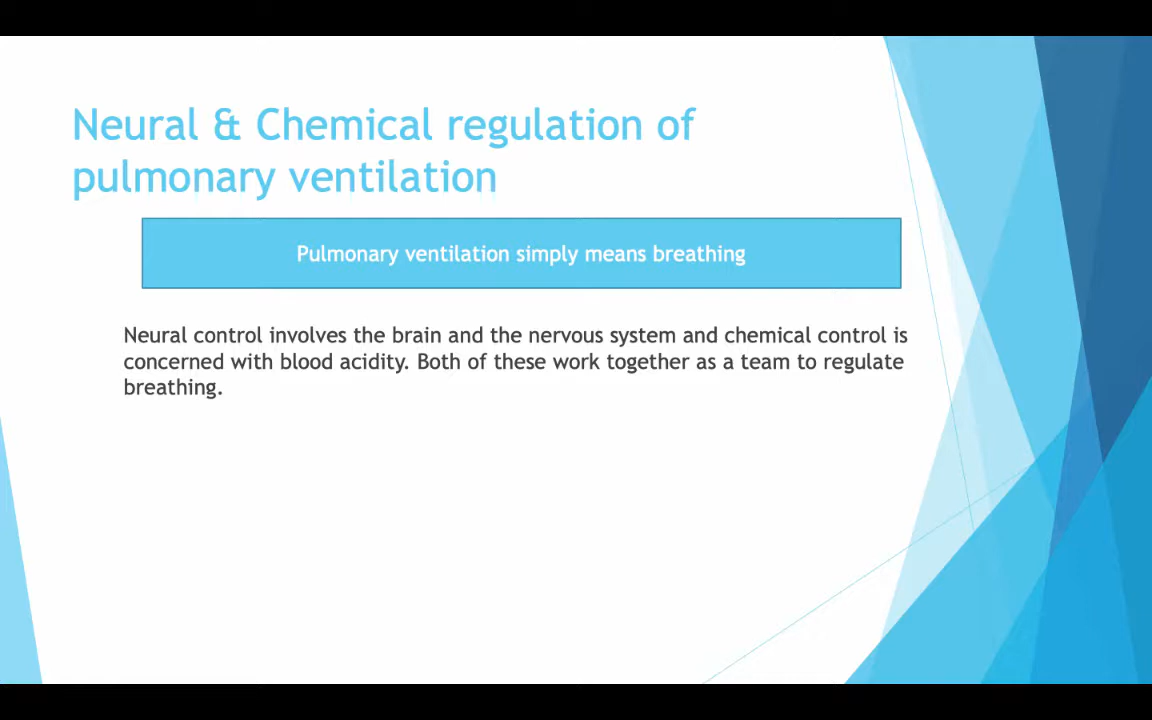 Neural & Chemical regulation of
pulmonary ventilation
Pulmonary ventilation simply means breathing
Neural control involves the brain and the nervous system and chemical control is
concerned with blood acidity. Both of these work together as a team to regulate
breathing.